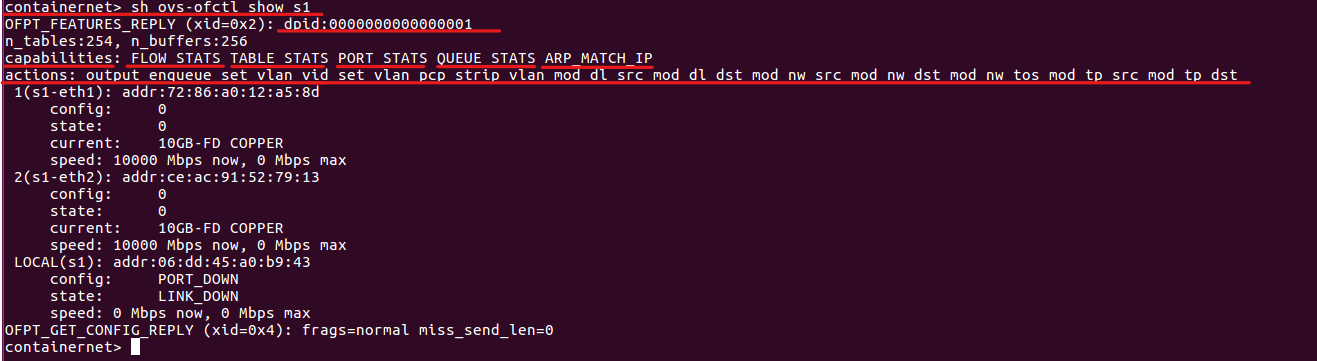 containernet> sh ovs-ofctl show s1
OFPT_FEATURES_REPLY (xid=0x2): dpid:0000000000000001
n_tables:254, n_buffers:256
capabilities: FLOW_STATS TABLE_STATS PORT_STATS QUEUE_STATS ARP_MATCH_IP
actions: output enqueue set_vlan_vid set_vlan_pcp strip_vlan mod_dl_src mod_dl_dst mod_nw_src mod_nw_dst mod_nw_tos mod_tp_src mod_tp_dst
1(s1-eth1): addr:72:86:a0:12:a5:8d
config: 0
state: 0
current: 10GB-FD COPPER
speed: 10000 Mbps now, 0 Mbps max
2(s1-eth2): addr:ce:ac:91:52:79:13
config: 0
state: 0
current: 10GB-FD COPPER
speed: 10000 Mbps now, 0 Mbps max
LOCAL(s1): addr:06:dd:45:a0:b9:43
config: PORT_DOWN
state: LINK_DOWN
speed: 0 Mbps now, 0 Mbps max
OFPT_GET_CONFIG_REPLY (xid=0x4): frags=normal miss_send_len=0
containernet>